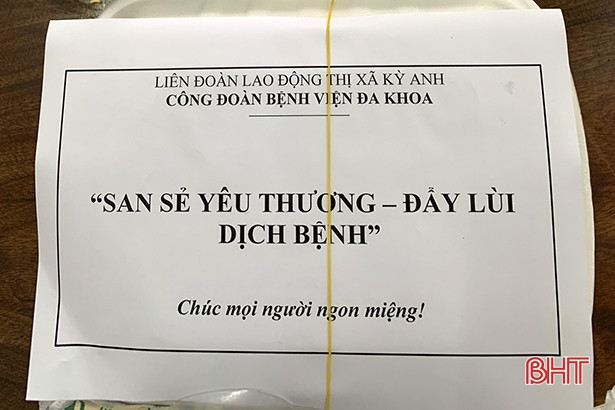 LIÊN ĐOÀN LAO ĐỘNG THỊ XÃ KỲ ANH
CÔNG ĐOÀN BỆNH VIỆN ĐA KHOA
“SAN SẺ YÊU THƯƠNG – ĐẨY LÙI
DỊCH BỆNH”
Chúc mọi người ngon miệng!
BHT